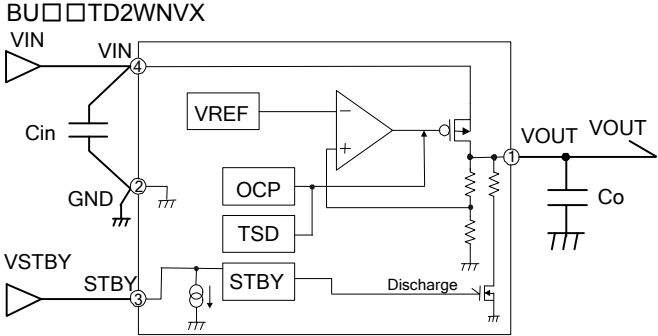 BU□□TD2WNVX
VIN
VIN
4
VREF
−
+
Cin
VOUT
VOUT
1
2
GND
OCP
Co
TSD
VSTBY
STBY
3
STBY
Discharge